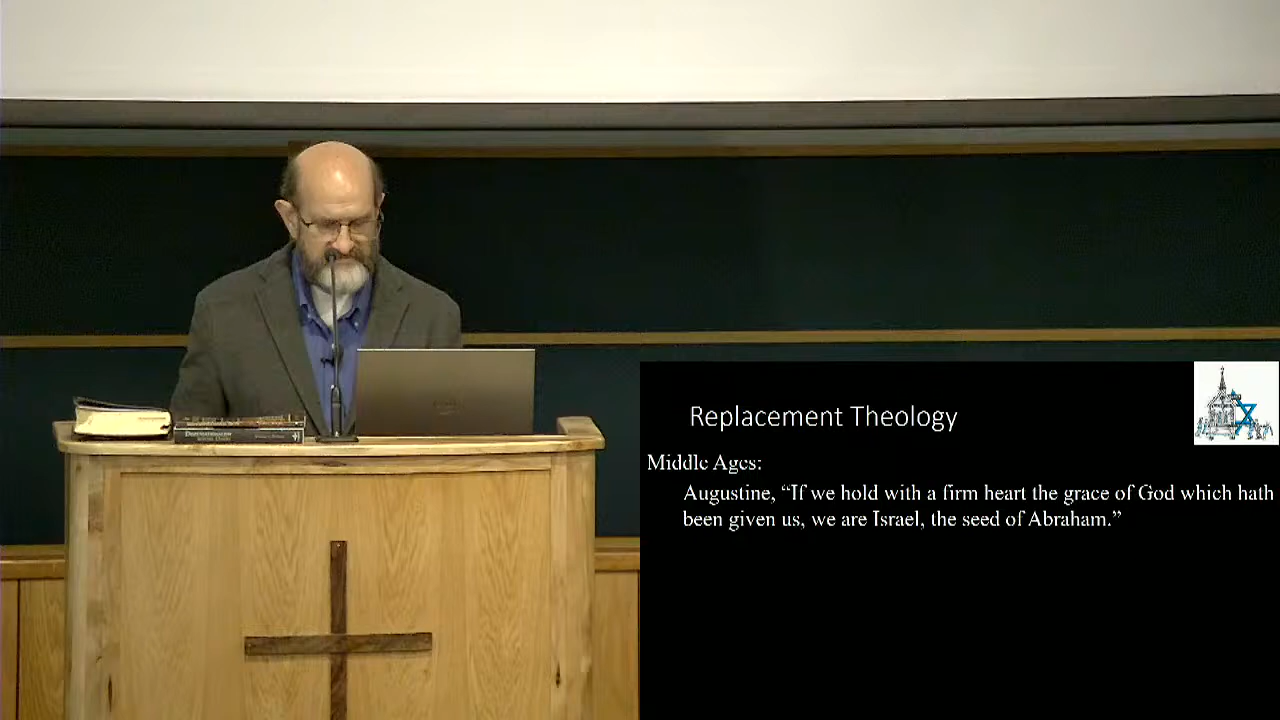 Replacement Theology
Middle Ages:
Augustine, “If we hold with a firm heart the grace of God which hath
been given us, we are Israel, the seed of Abraham.”